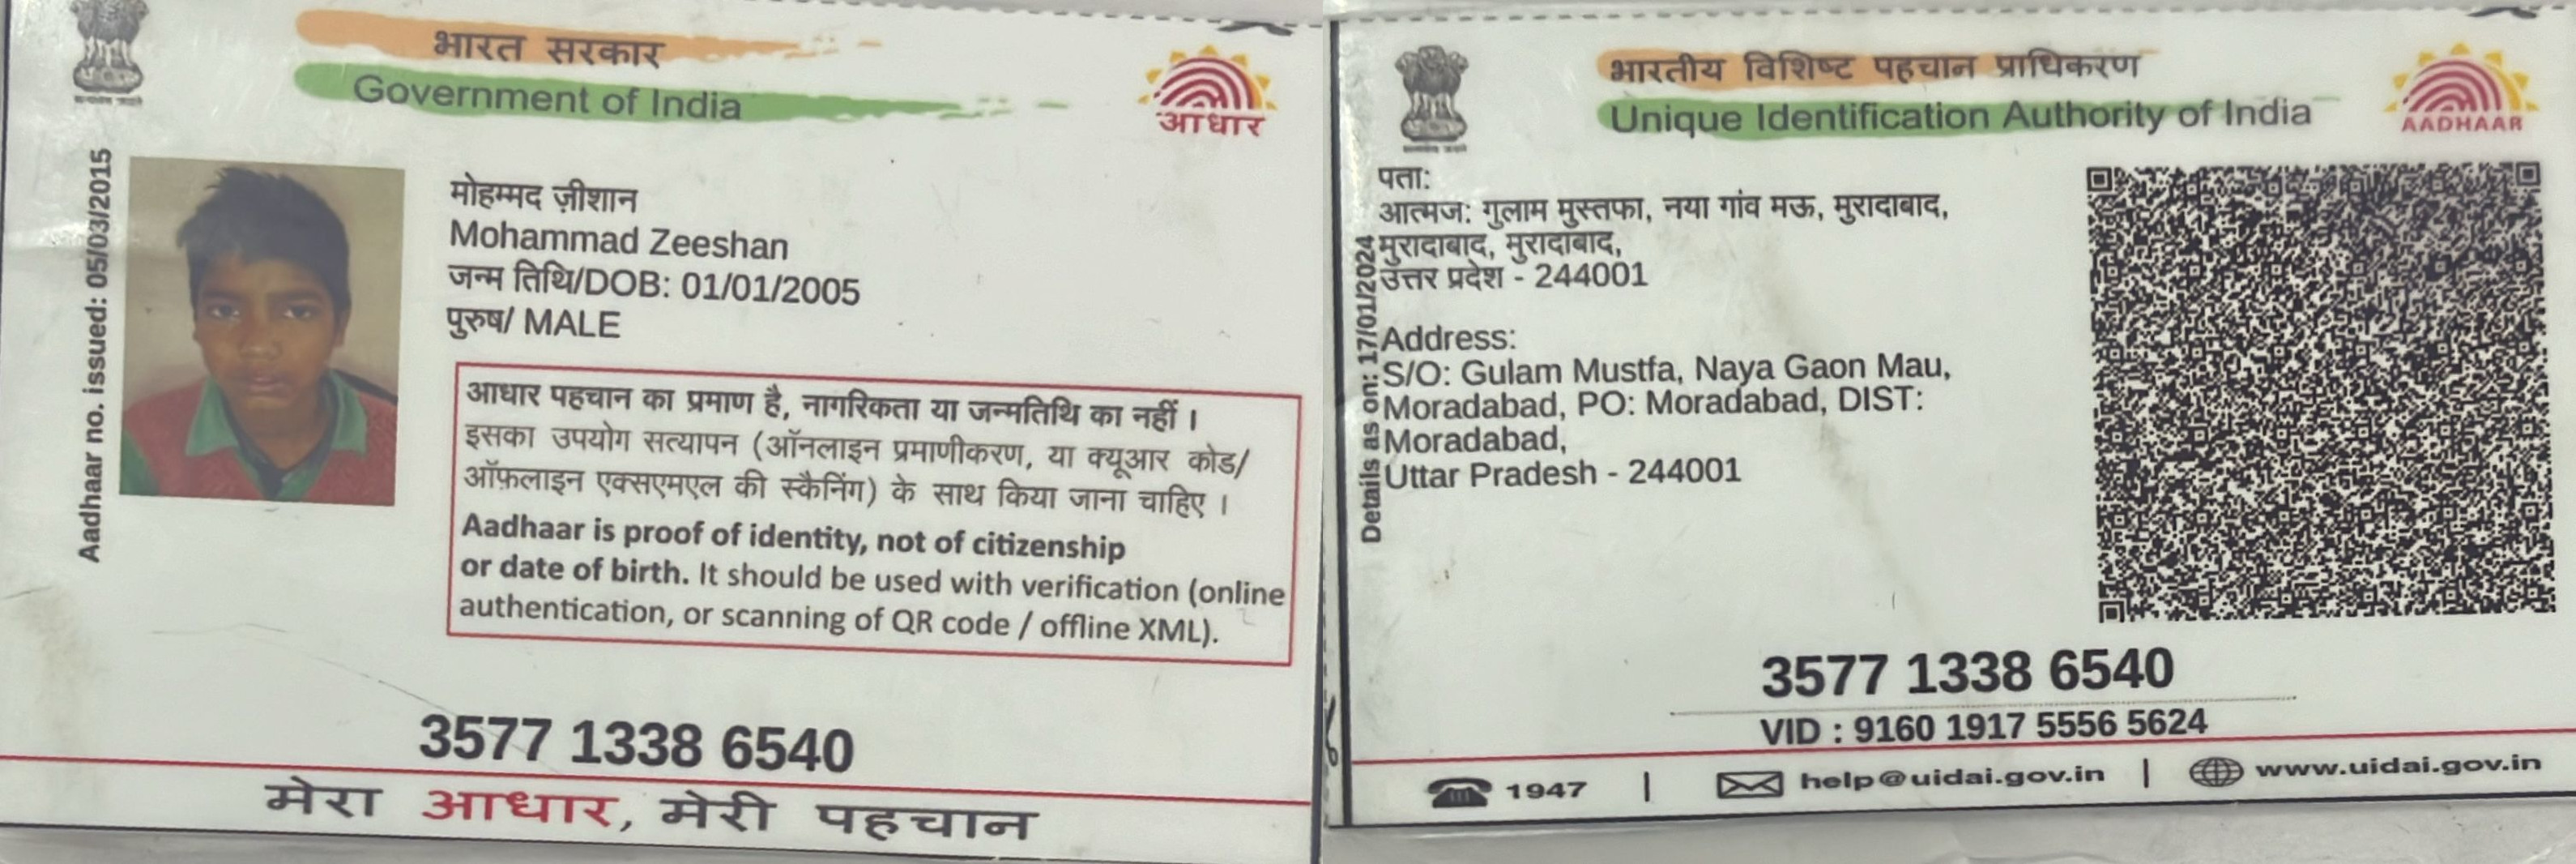 भारत सरकार
Government of India
आधार
Aadhaar no. issued: 05/03/2015
मोहम्मद ज़ीशान
Mohammad Zeeshan
जन्म तिथि/DOB: 01/01/2005
पुरुष/ MALE
आधार पहचान का प्रमाण है, नागरिकता या जन्मतिथि का नहीं ।
इसका उपयोग सत्यापन (ऑनलाइन प्रमाणीकरण, या क्यूआर कोड/
ऑफ़लाइन एक्सएमएल की स्कैनिंग) के साथ किया जाना चाहिए ।
Aadhaar is proof of identity, not of citizenship
or date of birth. It should be used with verification (online
authentication, or scanning of QR code / offline XML).
3577 1338 6540
मेरा आधार, मेरी पहचान
भारतीय विशिष्ट पहचान प्राधिकरण
Unique Identification Authority of India
AADHAAR
Details as on: 17/01/2024
पता:
आत्मज: गुलाम मुस्तफा, नया गांव मऊ, मुरादाबाद,
मुरादाबाद, मुरादाबाद,
उत्तर प्रदेश - 244001
Address:
S/O: Gulam Mustfa, Naya Gaon Mau,
Moradabad, PO: Moradabad, DIST:
Moradabad,
Uttar Pradesh - 244001
3577 1338 6540
VID : 9160 1917 5556 5624
1947 | help@uidai.gov.in | www.uidai.gov.in